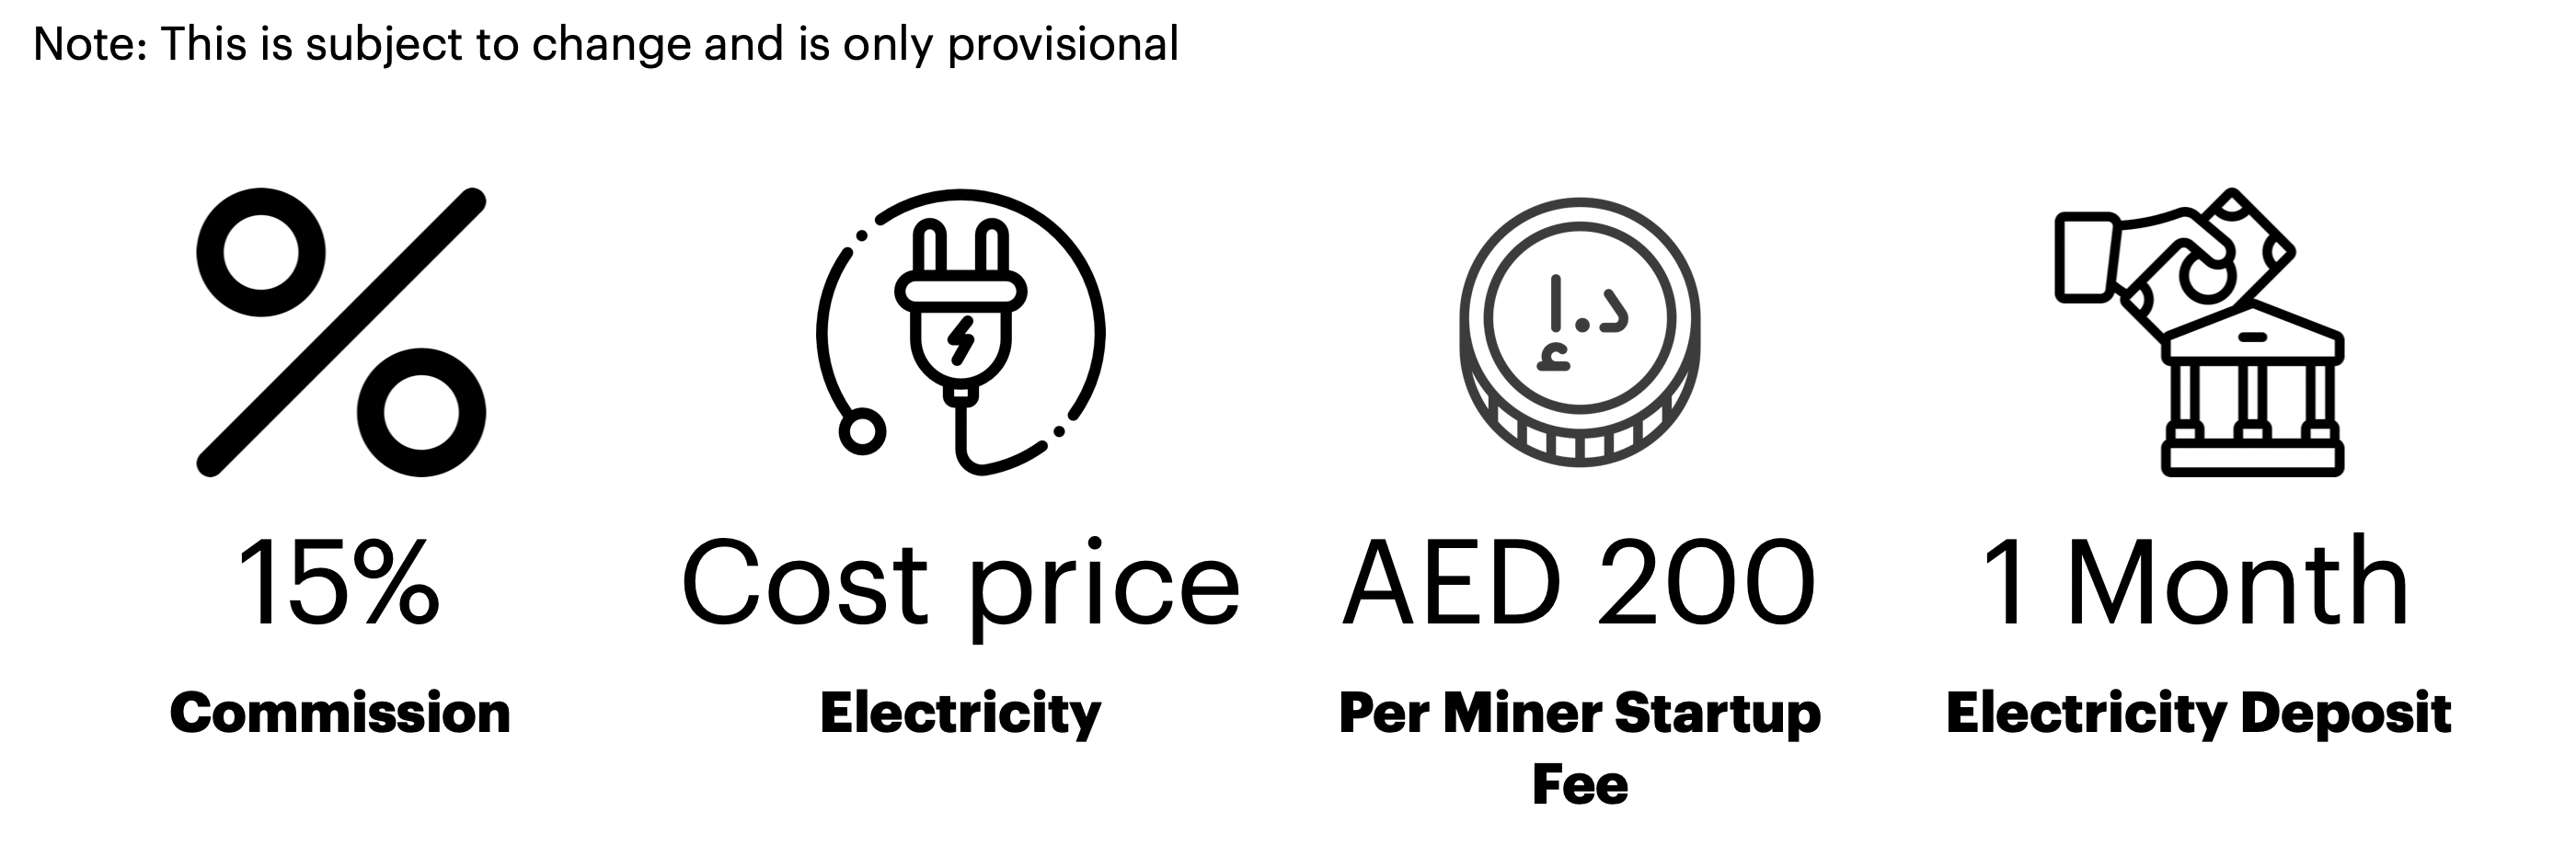 Note: This is subject to change and is only provisional
د.إ
15%
Cost price
AED 200
1 Month
Commission
Electricity
Per Miner Startup
Fee
Electricity Deposit